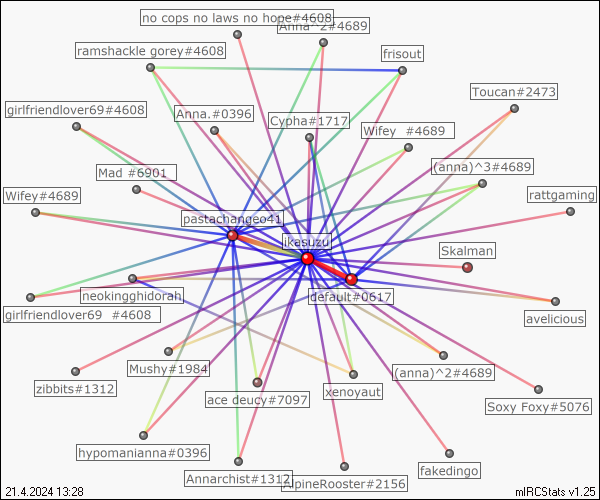 no cops no laws no hope#4608
Anna^2#4689
ramshackle gorey#4608
frisout
Toucan#2473
girlfriendlover69#4608
Anna.#0396
Cypha#1717
Wifey #4689
(anna)^3#4689
Mad #6901
Wifey#4689
rattgaming
pastachangeo41
ikasuzu
Skalman
default#0617
neokingghidorah
girlfriendlover69 #4608
avelicious
Mushy#1984
(anna)^2#4689
zibbits#1312
ace deucy#7097
xenoyaut
Soxy Foxy#5076
hypomanianna#0396
Annarchist#1312
AlpineRooster#2156
fakedingo
21.4.2024 13:28
mIRCStats v1.25